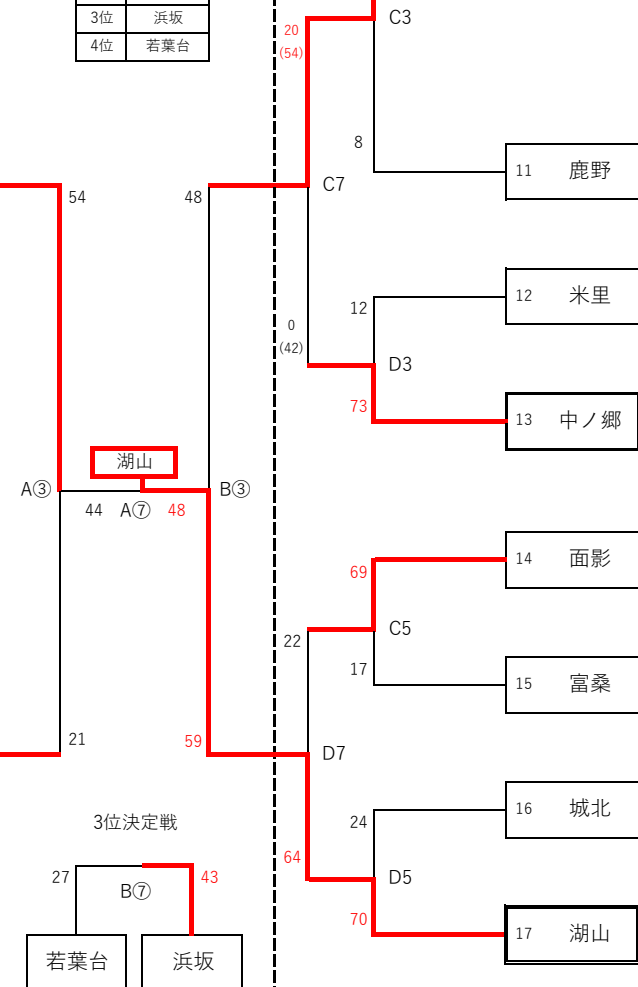 3位 浜坂
4位 若葉台
20
(54)
C3
8
11 鹿野
54
48
C7
12 米里
12
0
(42)
D3
73
13 中ノ郷
湖山
A③
44
A⑦
48
B③
14 面影
69
22
C5
17
15 富桑
21
59
D7
16 城北
3位決定戦
24
64
27
B⑦
43
D5
70
17 湖山
若葉台
浜坂